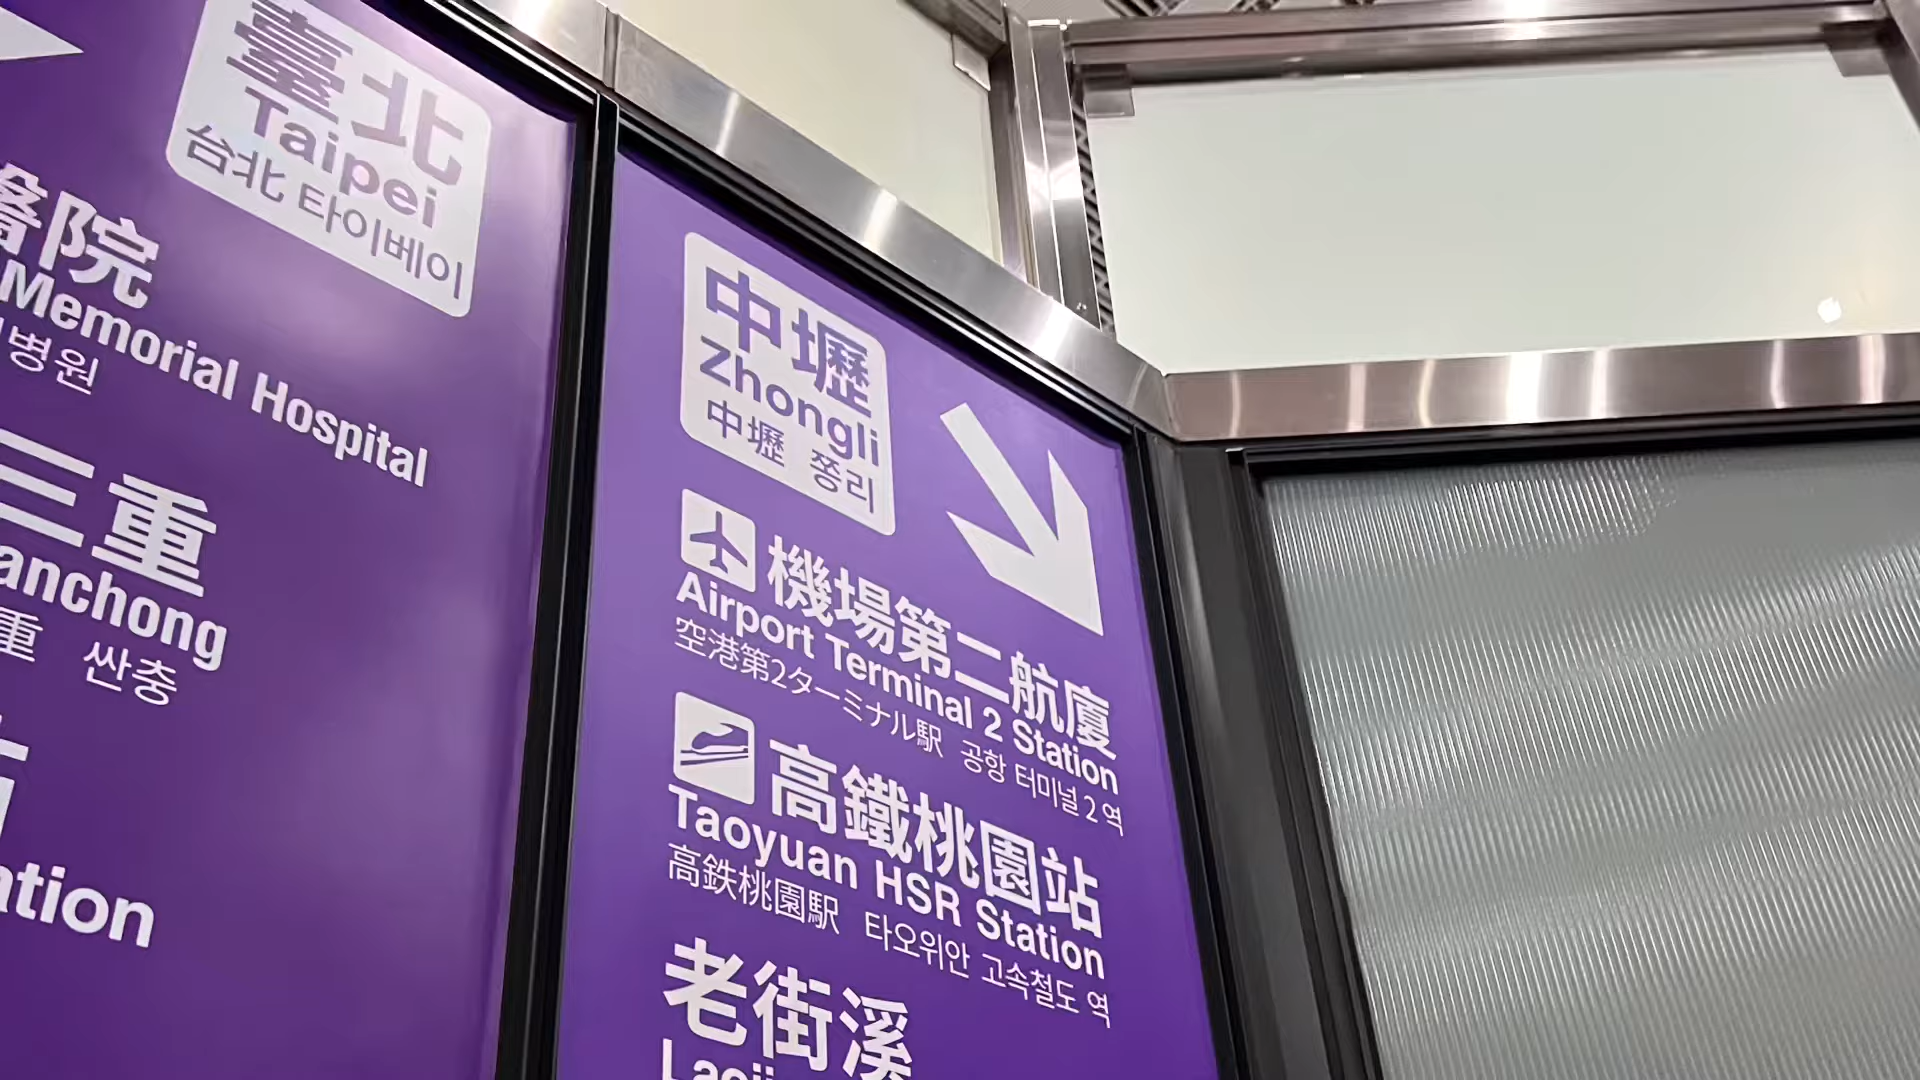 臺北
Taipei
台北 타이베이
醫院
Memorial Hospital
병원
三重
anchong
重 싼충
ation
中壢
Zhongli
中壢 쭝리
機場第二航廈
Airport Terminal 2 Station
空港第2ターミナル駅 공항 터미널 2 역
高鐵桃園站
Taoyuan HSR Station
高鉄桃園駅 타오위안 고속철도 역
老街溪